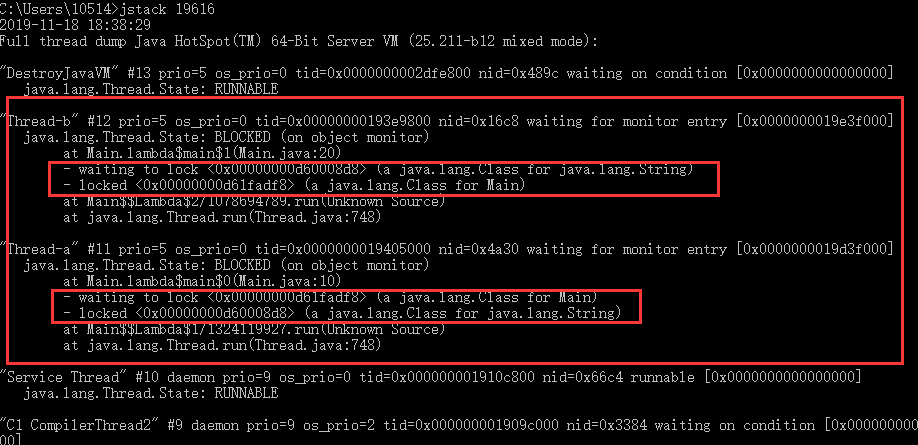 C:\Users\10514>jstack 19616
2019-11-18 18:38:29
Full thread dump Java HotSpot(TM) 64-Bit Server VM (25.211-b12 mixed mode):
"DestroyJavaVM" #13 prio=5 os_prio=0 tid=0x0000000002dfe800 nid=0x489c waiting on condition [0x0000000000000000]
java.lang.Thread.State: RUNNABLE
"Thread-b" #12 prio=5 os_prio=0 tid=0x00000000193e9800 nid=0x16c8 waiting for monitor entry [0x0000000019e3f000]
java.lang.Thread.State: BLOCKED (on object monitor)
at Main.lambda$main$1(Main.java:20)
- waiting to lock <0x00000000d60008d8> (a java.lang.Class for java.lang.String)
- locked <0x00000000d61fadf8> (a java.lang.Class for Main)
at Main$$Lambda$2/1078694789.run(Unknown Source)
at java.lang.Thread.run(Thread.java:748)
"Thread-a" #11 prio=5 os_prio=0 tid=0x0000000019405000 nid=0x4a30 waiting for monitor entry [0x0000000019d3f000]
java.lang.Thread.State: BLOCKED (on object monitor)
at Main.lambda$main$0(Main.java:10)
- waiting to lock <0x00000000d61fadf8> (a java.lang.Class for Main)
- locked <0x00000000d60008d8> (a java.lang.Class for java.lang.String)
at Main$$Lambda$1/1324119927.run(Unknown Source)
at java.lang.Thread.run(Thread.java:748)
"Service Thread" #10 daemon prio=9 os_prio=0 tid=0x000000001910c800 nid=0x66c4 runnable [0x0000000000000000]
java.lang.Thread.State: RUNNABLE
"C1 CompilerThread2" #9 daemon prio=9 os_prio=2 tid=0x000000001909c000 nid=0x3384 waiting on condition [0x00000000000000
00]